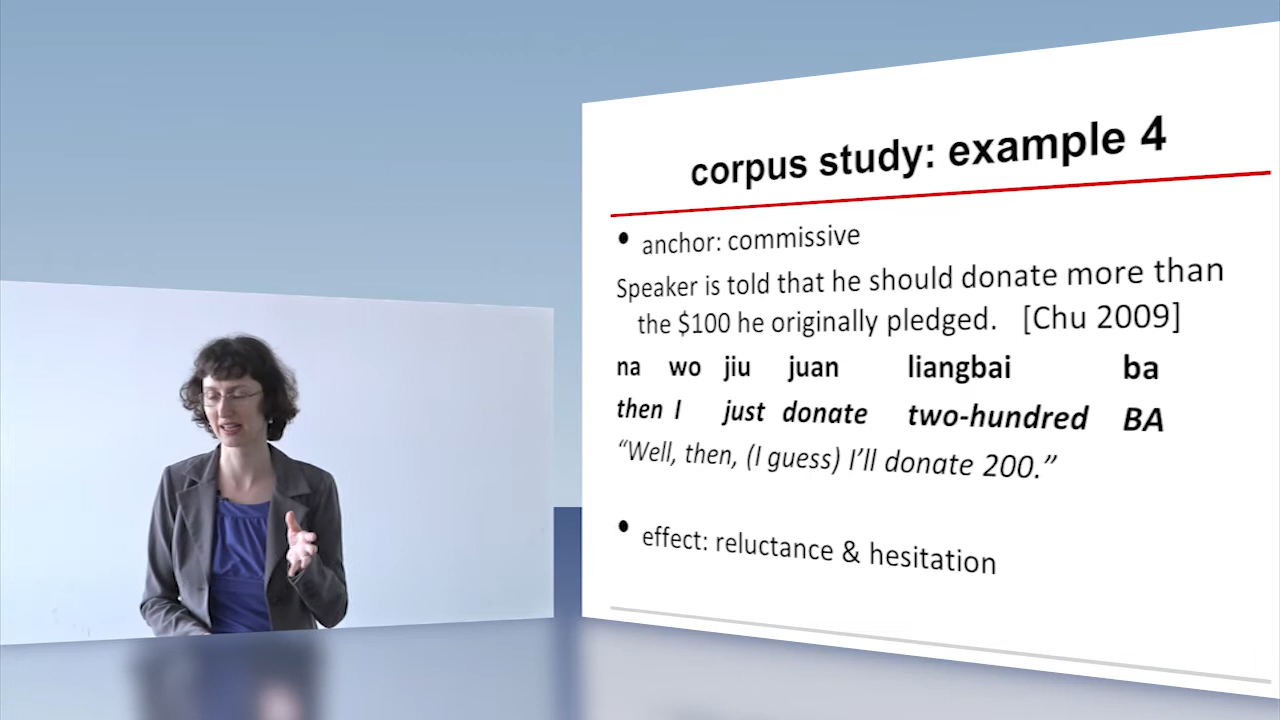 corpus study: example 4
• anchor: commissive
Speaker is told that he should donate more than
the $100 he originally pledged. [Chu 2009]
na wo jiu juan liangbai ba
then I just donate two-hundred BA
“Well, then, (I guess) I’ll donate 200.”
• effect: reluctance & hesitation